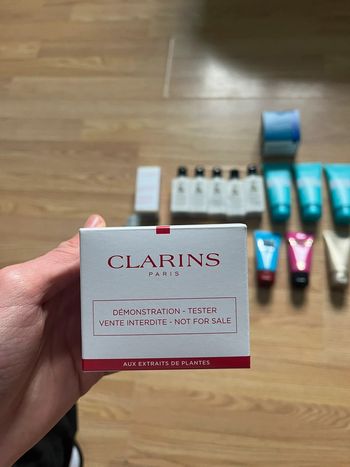 CLARINS
PARIS
DÉMONSTRATION - TESTER
VENTE INTERDITE - NOT FOR SALE
AUX EXTRAITS DE PLANTES